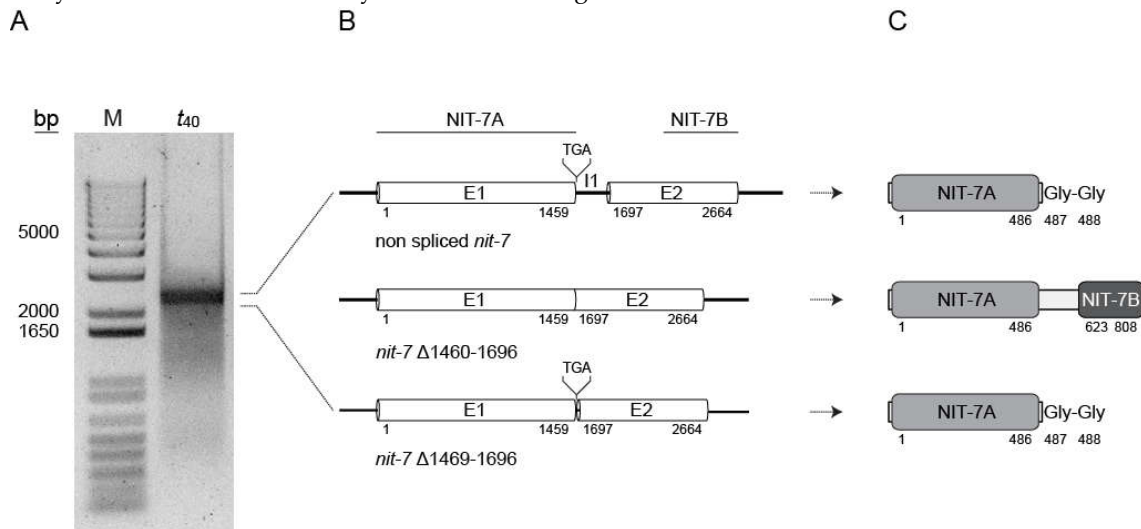 A B C
bp M t40
5000
2000
1650
NIT-7A NIT-7B
TGA
I1
E1 E2
1 1459 1697 2664
non spliced nit-7
E1 E2
1 1459 1697 2664
nit-7 Δ1460-1696
TGA
E1 E2
1 1459 1697 2664
nit-7 Δ1469-1696
NIT-7A Gly-Gly
1 486 487 488
NIT-7A NIT-7B
1 486 623 808
NIT-7A Gly-Gly
1 486 487 488